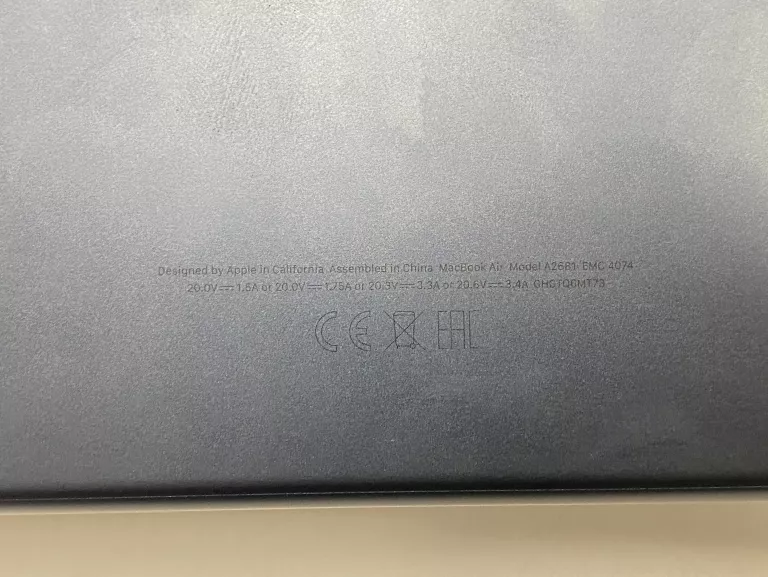 Designed by Apple in California Assembled in China MacBook Air Model A2681 EMC 4074
20.0V⎓1.5A or 20.0V⎓1.75A or 20.3V⎓3.3A or 20.6V⎓3.4A
CE EAC